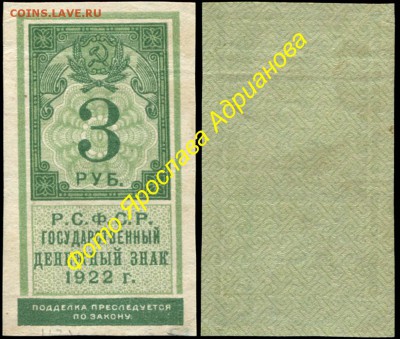 COINS.LAVE.RU
3
РУБ.
Р.С.Ф.С.Р.
ГОСУДАРСТВЕННЫЙ
ДЕНЕЖНЫЙ ЗНАК
1922 г.
ПОДДЕЛКА ПРЕСЛЕДУЕТСЯ
ПО ЗАКОНУ.
фото Ярослава Адрианова